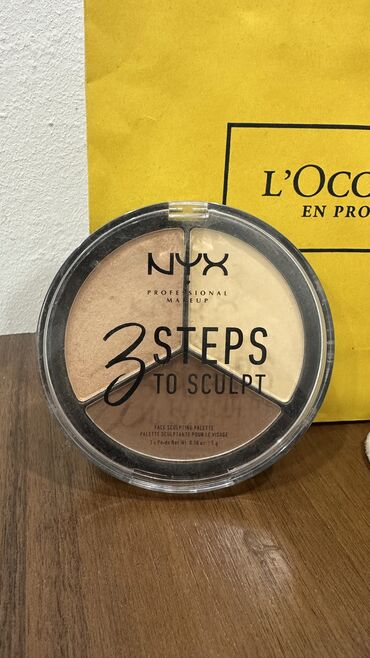 L'OCC
EN PRO
NYX
PROFESSIONAL
MAKEUP
3 STEPS
TO SCULPT
FACE SCULPTING PALETTE
PALETTE SCULPTANTE POUR LE VISAGE